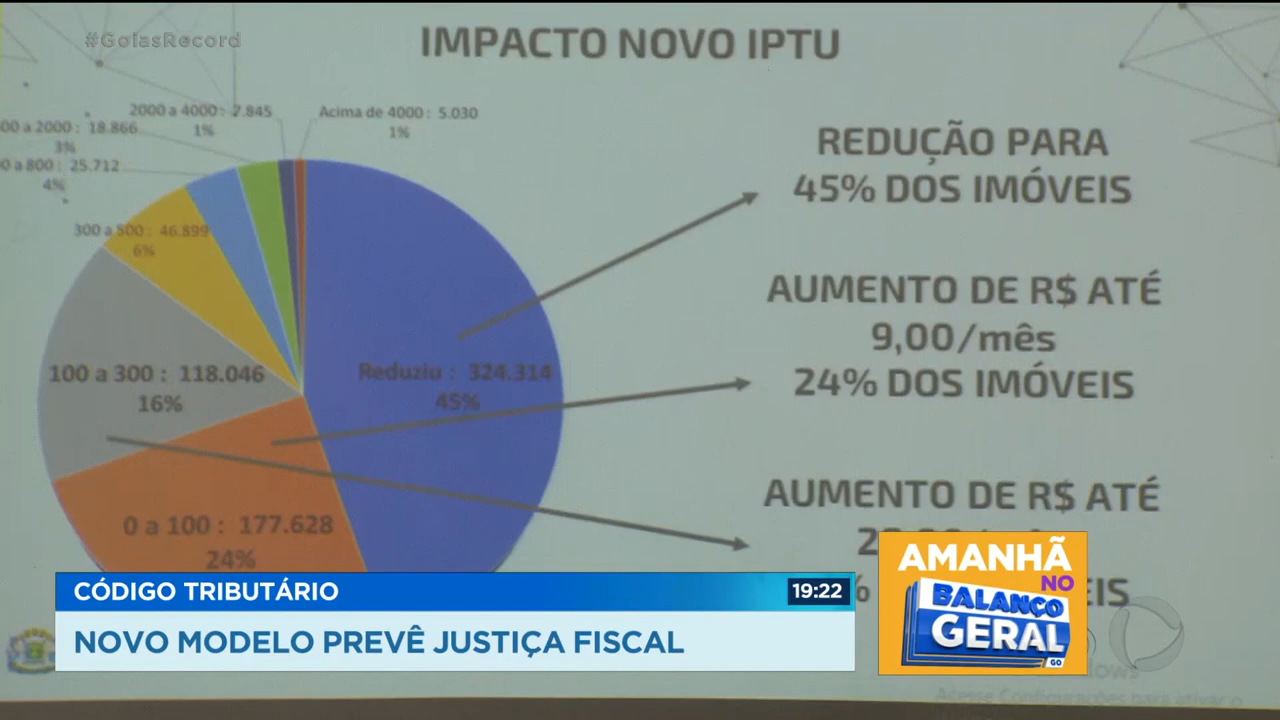 #GoiasRecord
IMPACTO NOVO IPTU
2000 a 4000 : 7.845
1%
Acima de 4000 : 5.030
1%
a 2000 : 18.866
3%
a 800 : 25.712
4%
300 a 500 : 46.899
6%
100 a 300 : 118.046
16%
Reduziu : 324.314
45%
0 a 100 : 177.628
24%
REDUÇÃO PARA
45% DOS IMÓVEIS
AUMENTO DE R$ ATÉ
9,00/mês
24% DOS IMÓVEIS
AUMENTO DE R$ ATÉ
CÓDIGO TRIBUTÁRIO
19:22
NOVO MODELO PREVÊ JUSTIÇA FISCAL
AMANHÃ
NO
BALANÇO
GERAL
GO